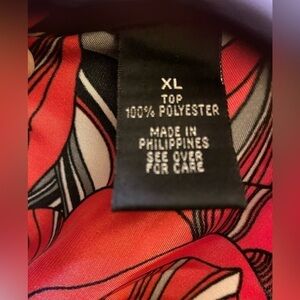 XL
TOP
100% POLYESTER
MADE IN
PHILIPPINES
SEE OVER
FOR CARE